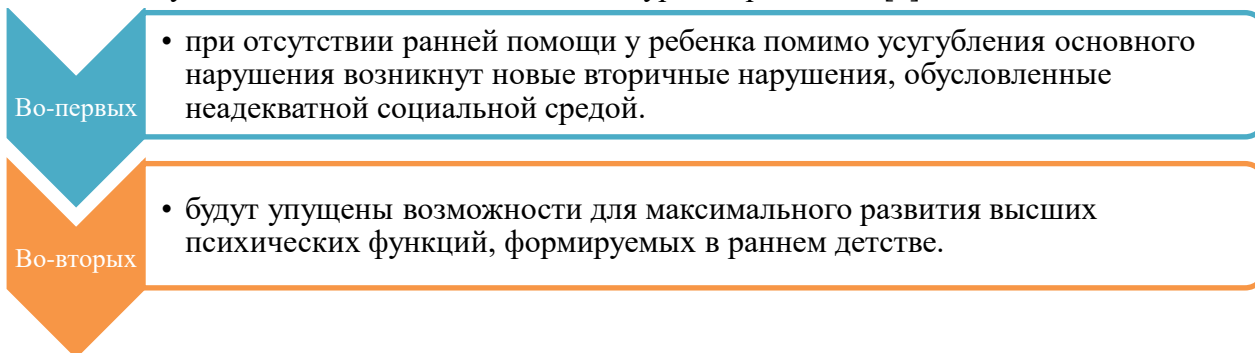 Во-первых
• при отсутствии ранней помощи у ребенка помимо усугубления основного
нарушения возникнут новые вторичные нарушения, обусловленные
неадекватной социальной средой.
Во-вторых
• будут упущены возможности для максимального развития высших
психических функций, формируемых в раннем детстве.